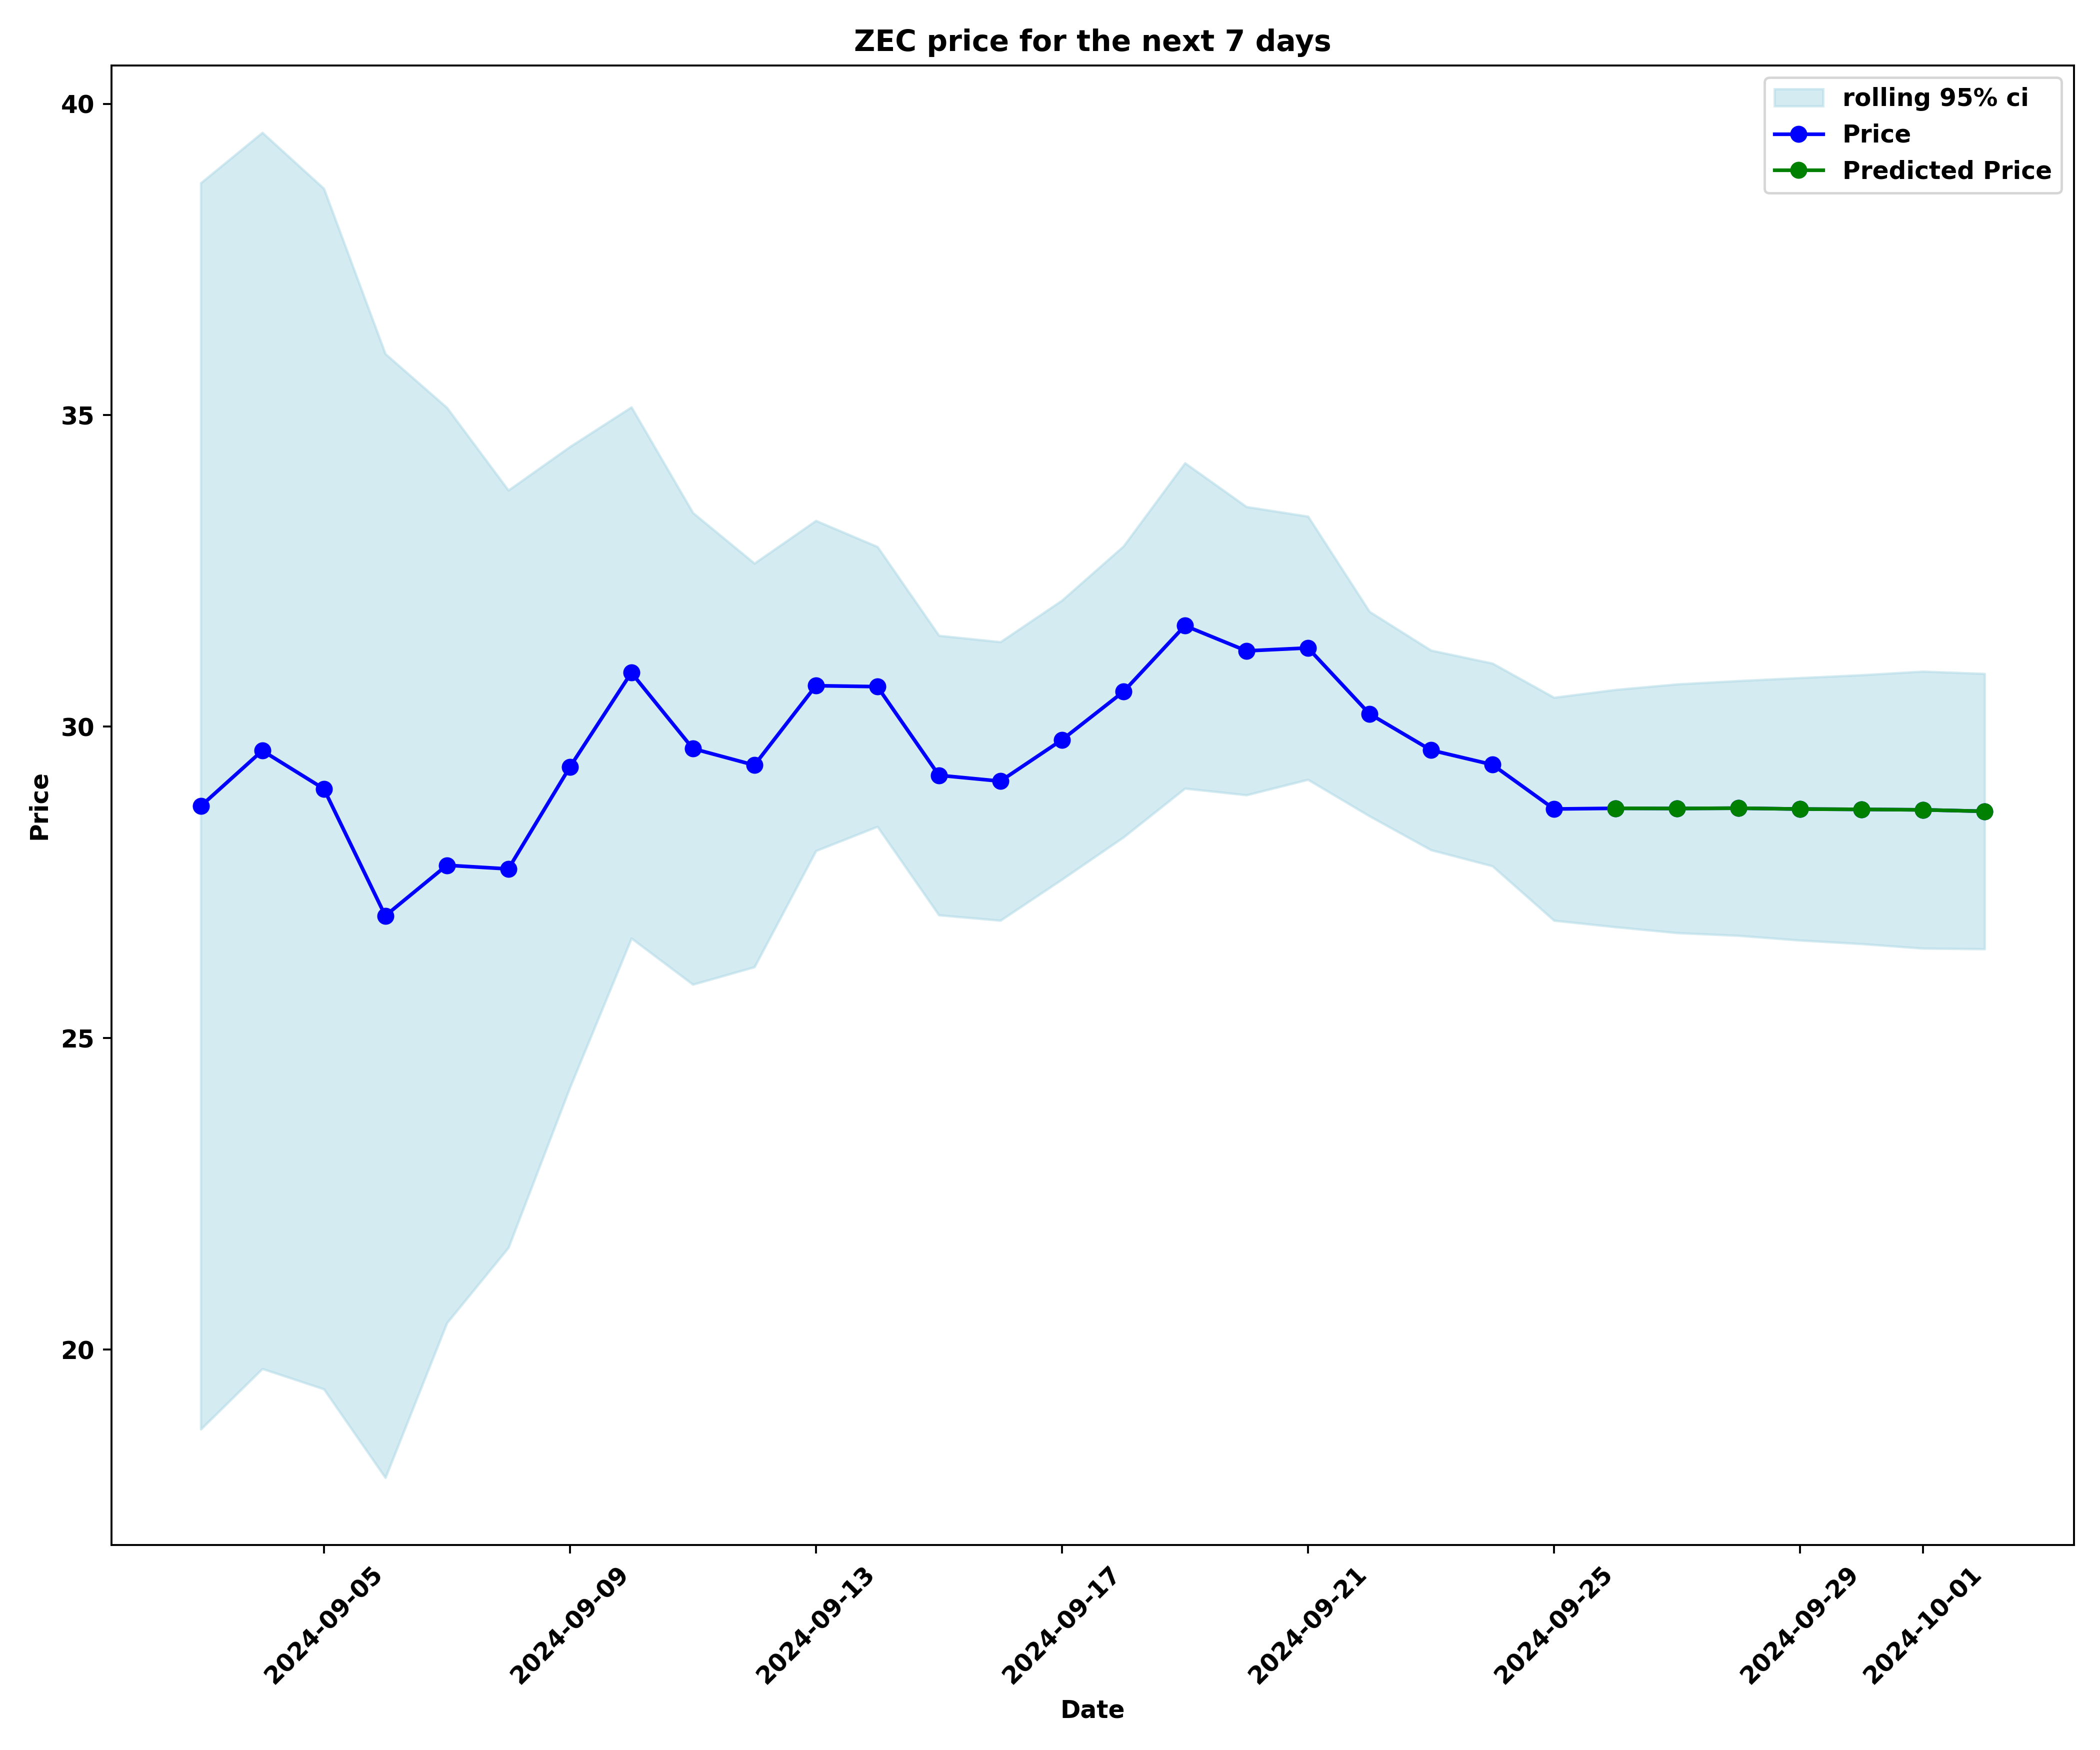 ZEC price for the next 7 days
rolling 95% ci
Price
Predicted Price
40
35
30
25
20
Price
2024-09-05
2024-09-09
2024-09-13
2024-09-17
2024-09-21
2024-09-25
2024-09-29
2024-10-01
Date